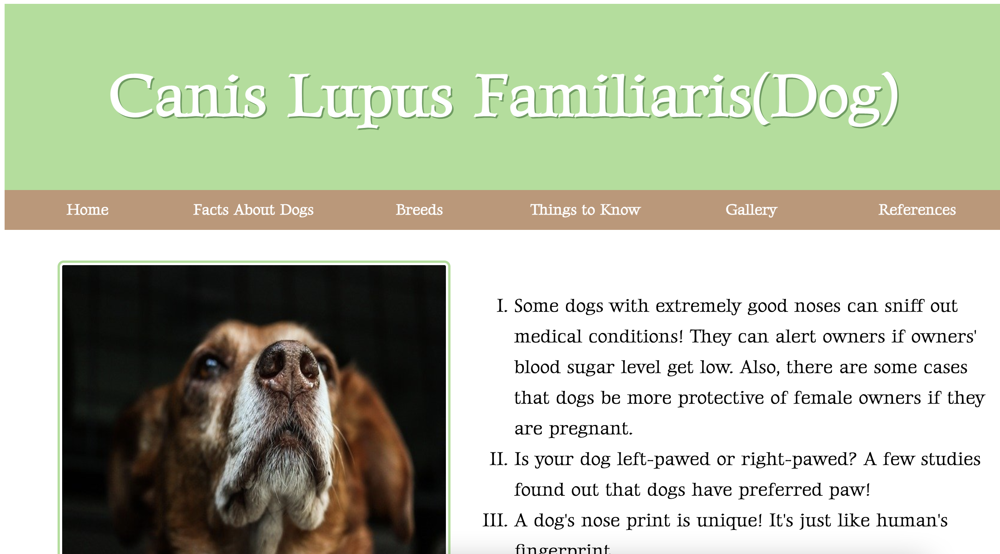 Canis Lupus Familiaris(Dog)
Home Facts About Dogs Breeds Things to Know Gallery References
I. Some dogs with extremely good noses can sniff out
medical conditions! They can alert owners if owners'
blood sugar level get low. Also, there are some cases
that dogs be more protective of female owners if they
are pregnant.
II. Is your dog left-pawed or right-pawed? A few studies
found out that dogs have preferred paw!
III. A dog's nose print is unique! It's just like human's
fingerprint.